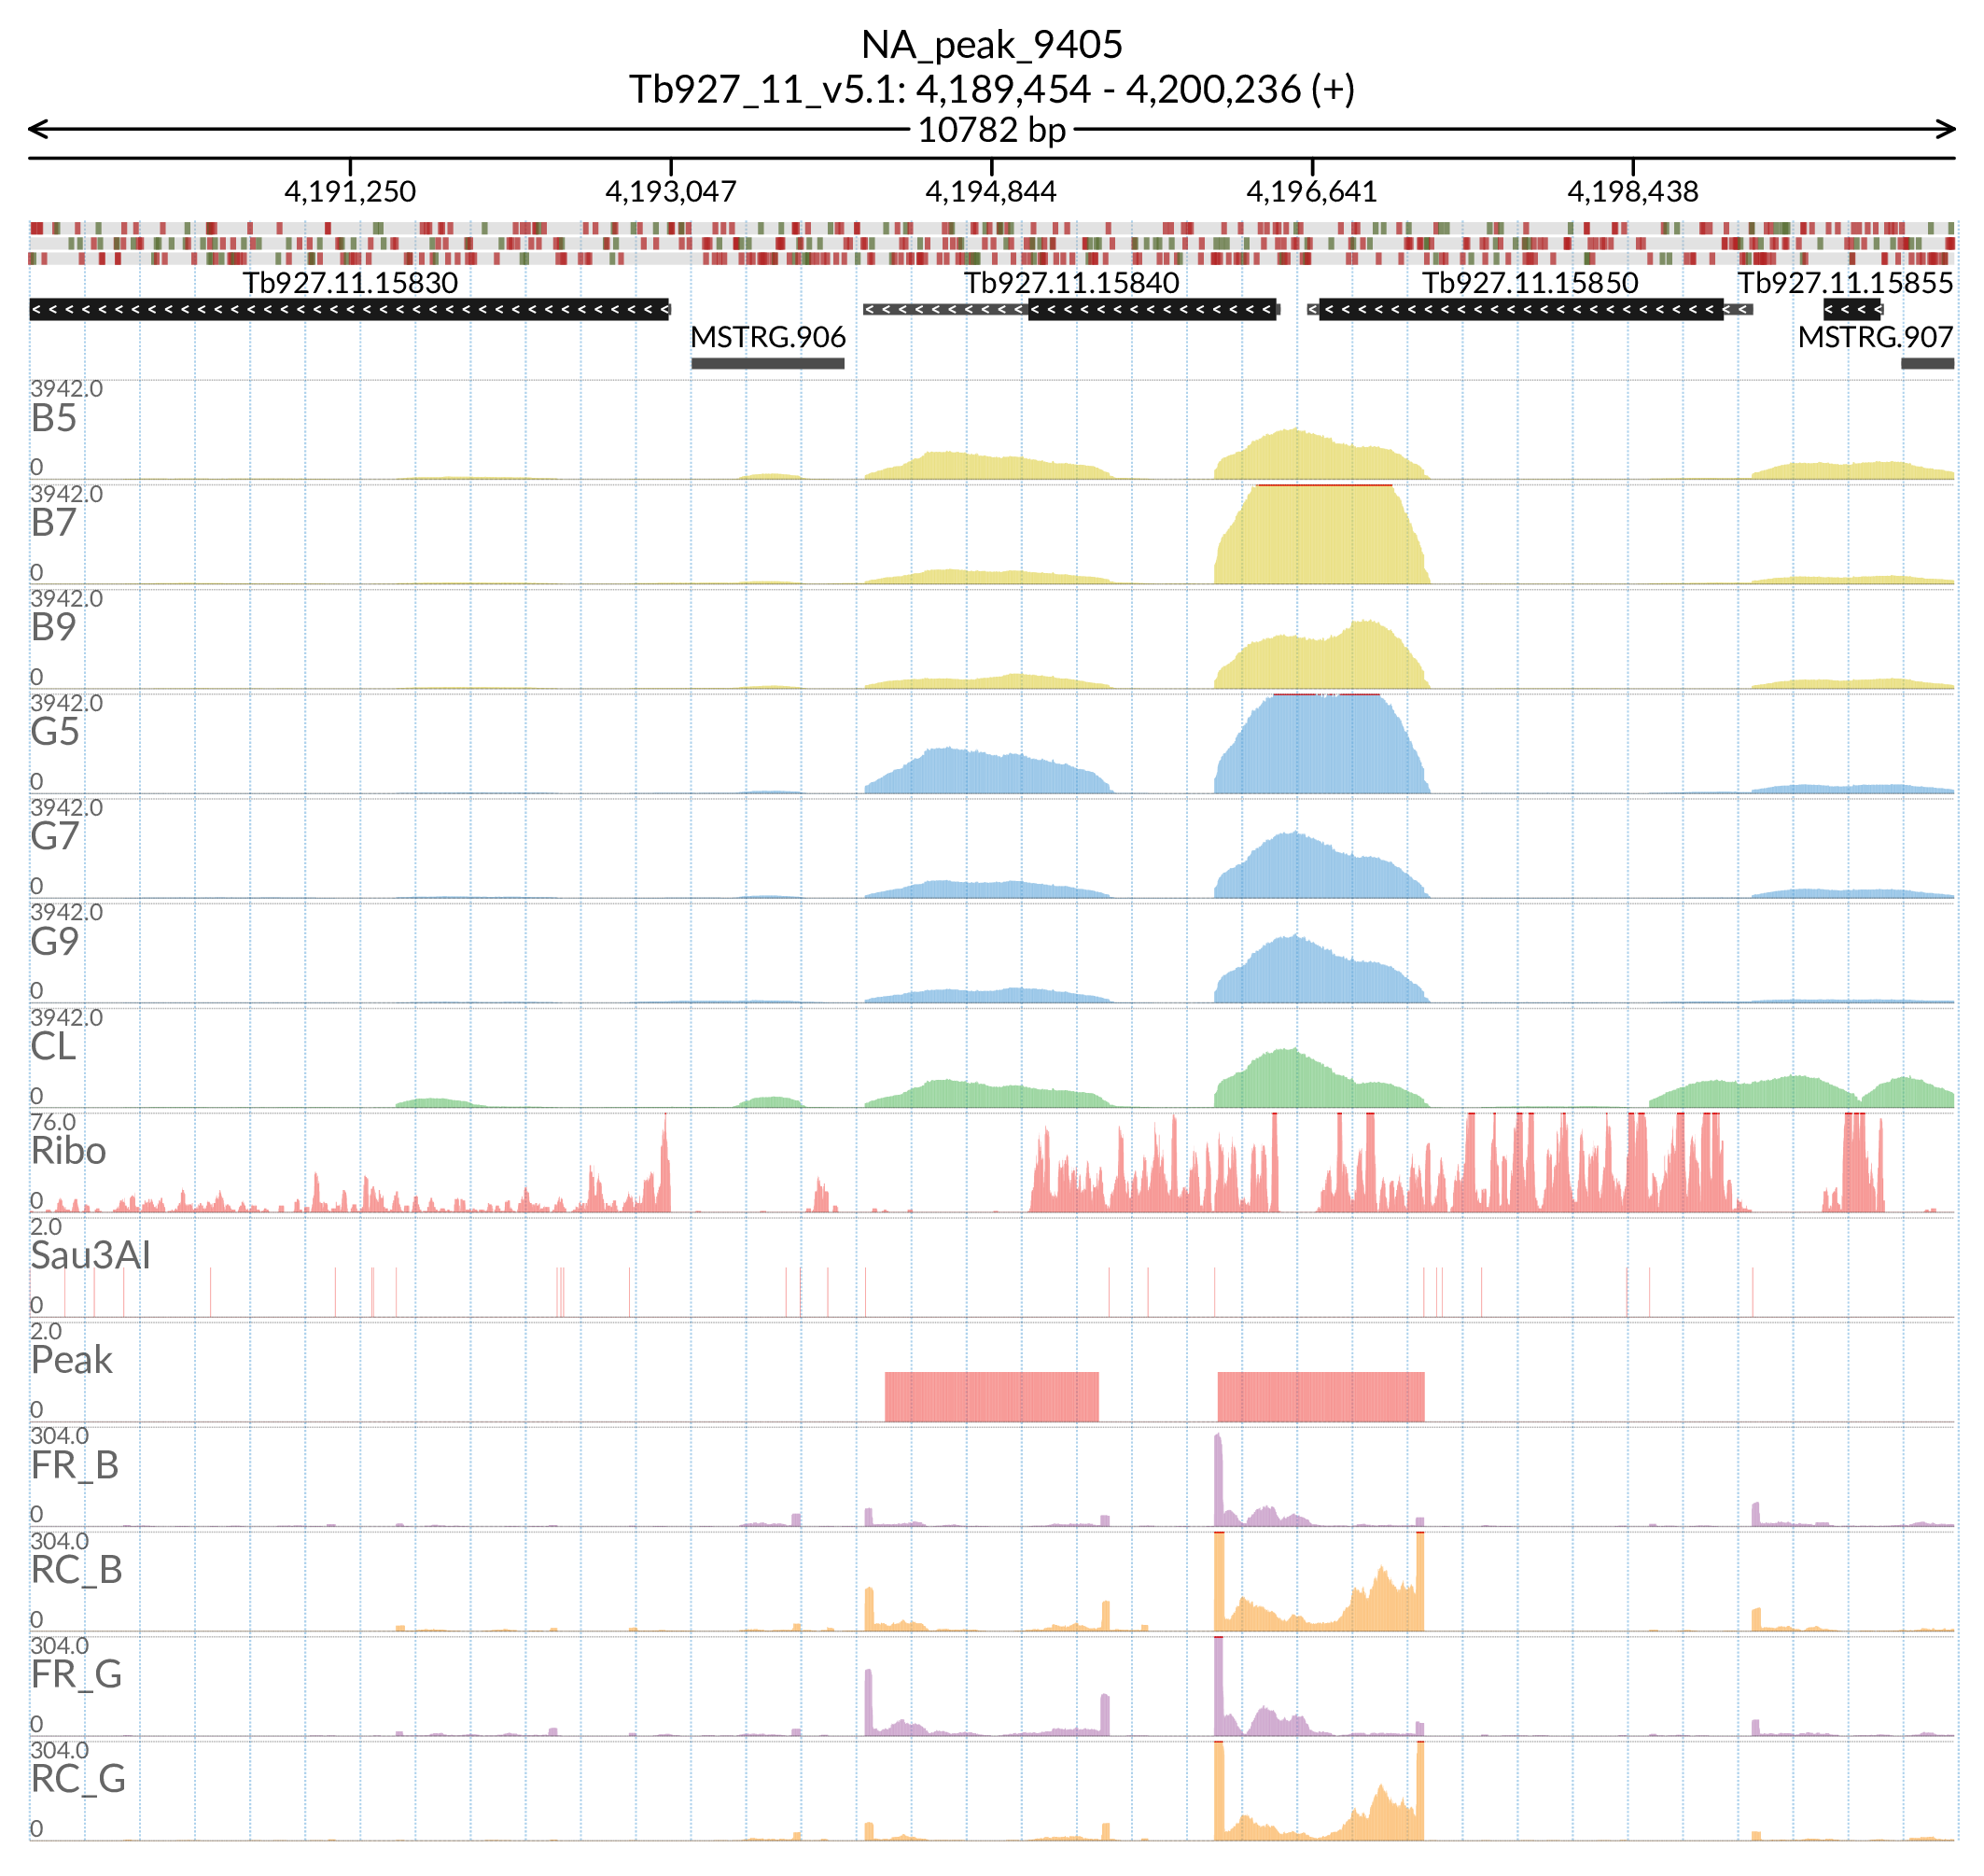 NA_peak_9405
Tb927_11_v5.1: 4,189,454 - 4,200,236 (+)
10782 bp
4,191,250 4,193,047 4,194,844 4,196,641 4,198,438
Tb927.11.15830 Tb927.11.15840 Tb927.11.15850 Tb927.11.15855
MSTRG.906 MSTRG.907
3942.0
B5
0
3942.0
B7
0
3942.0
B9
0
3942.0
G5
0
3942.0
G7
0
3942.0
G9
0
3942.0
CL
0
76.0
Ribo
0
2.0
Sau3AI
0
2.0
Peak
0
304.0
FR_B
0
304.0
RC_B
0
304.0
FR_G
0
304.0
RC_G
0